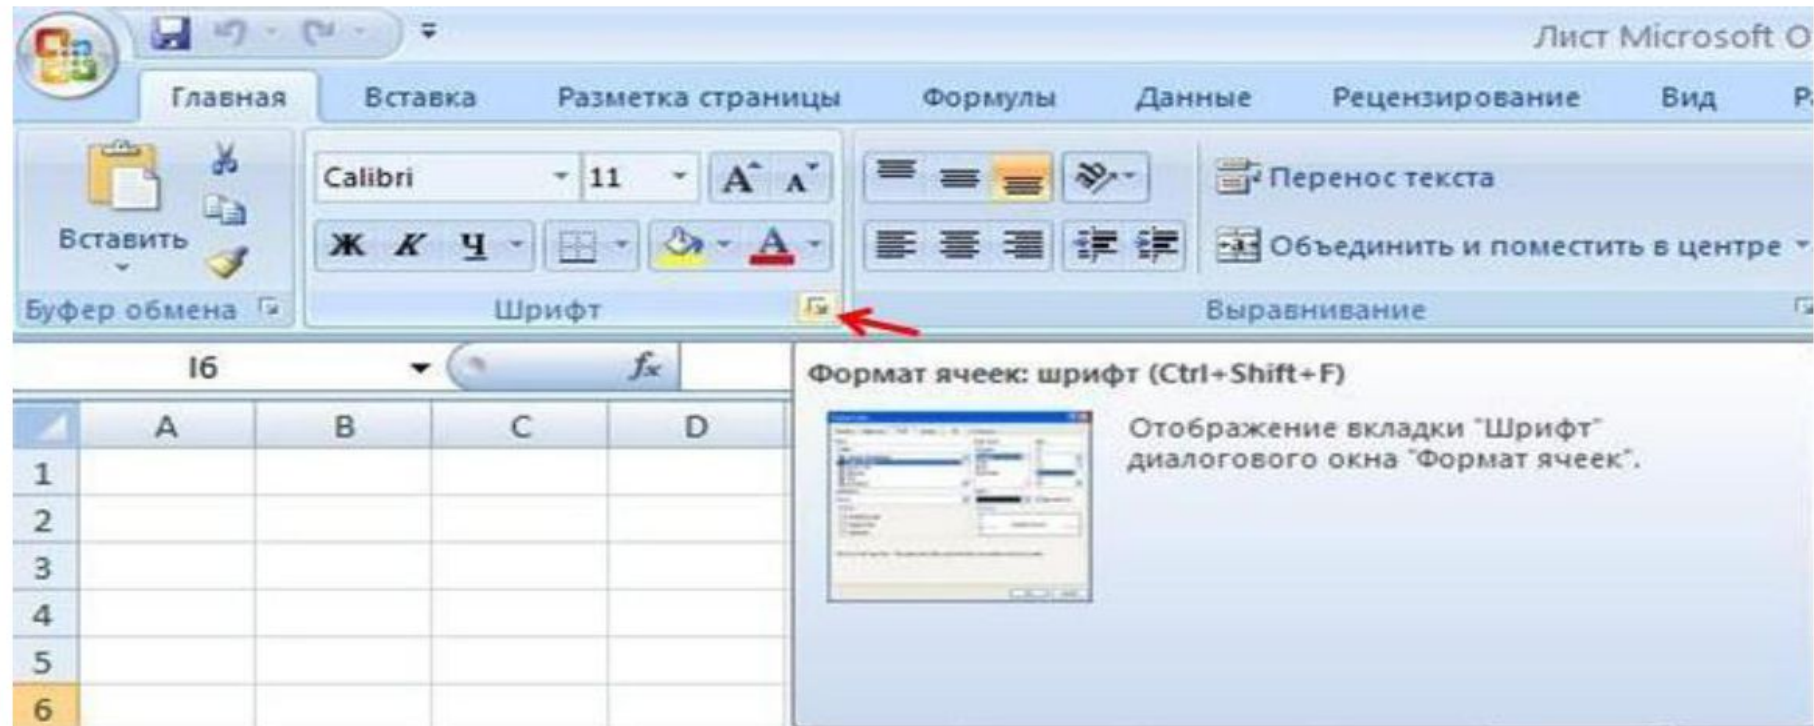 Лист Microsoft O
Главная Вставка Разметка страницы Формулы Данные Рецензирование Вид Р
Calibri 11 A A Перенос текста
Вставить Ж К Ч А Объединить и поместить в центре
Буфер обмена Шрифт Выравнивание
I6 fx
Формат ячеек: шрифт (Ctrl+Shift+F)
A B C D
Отображение вкладки "Шрифт"
диалогового окна "Формат ячеек".
1
2
3
4
5
6